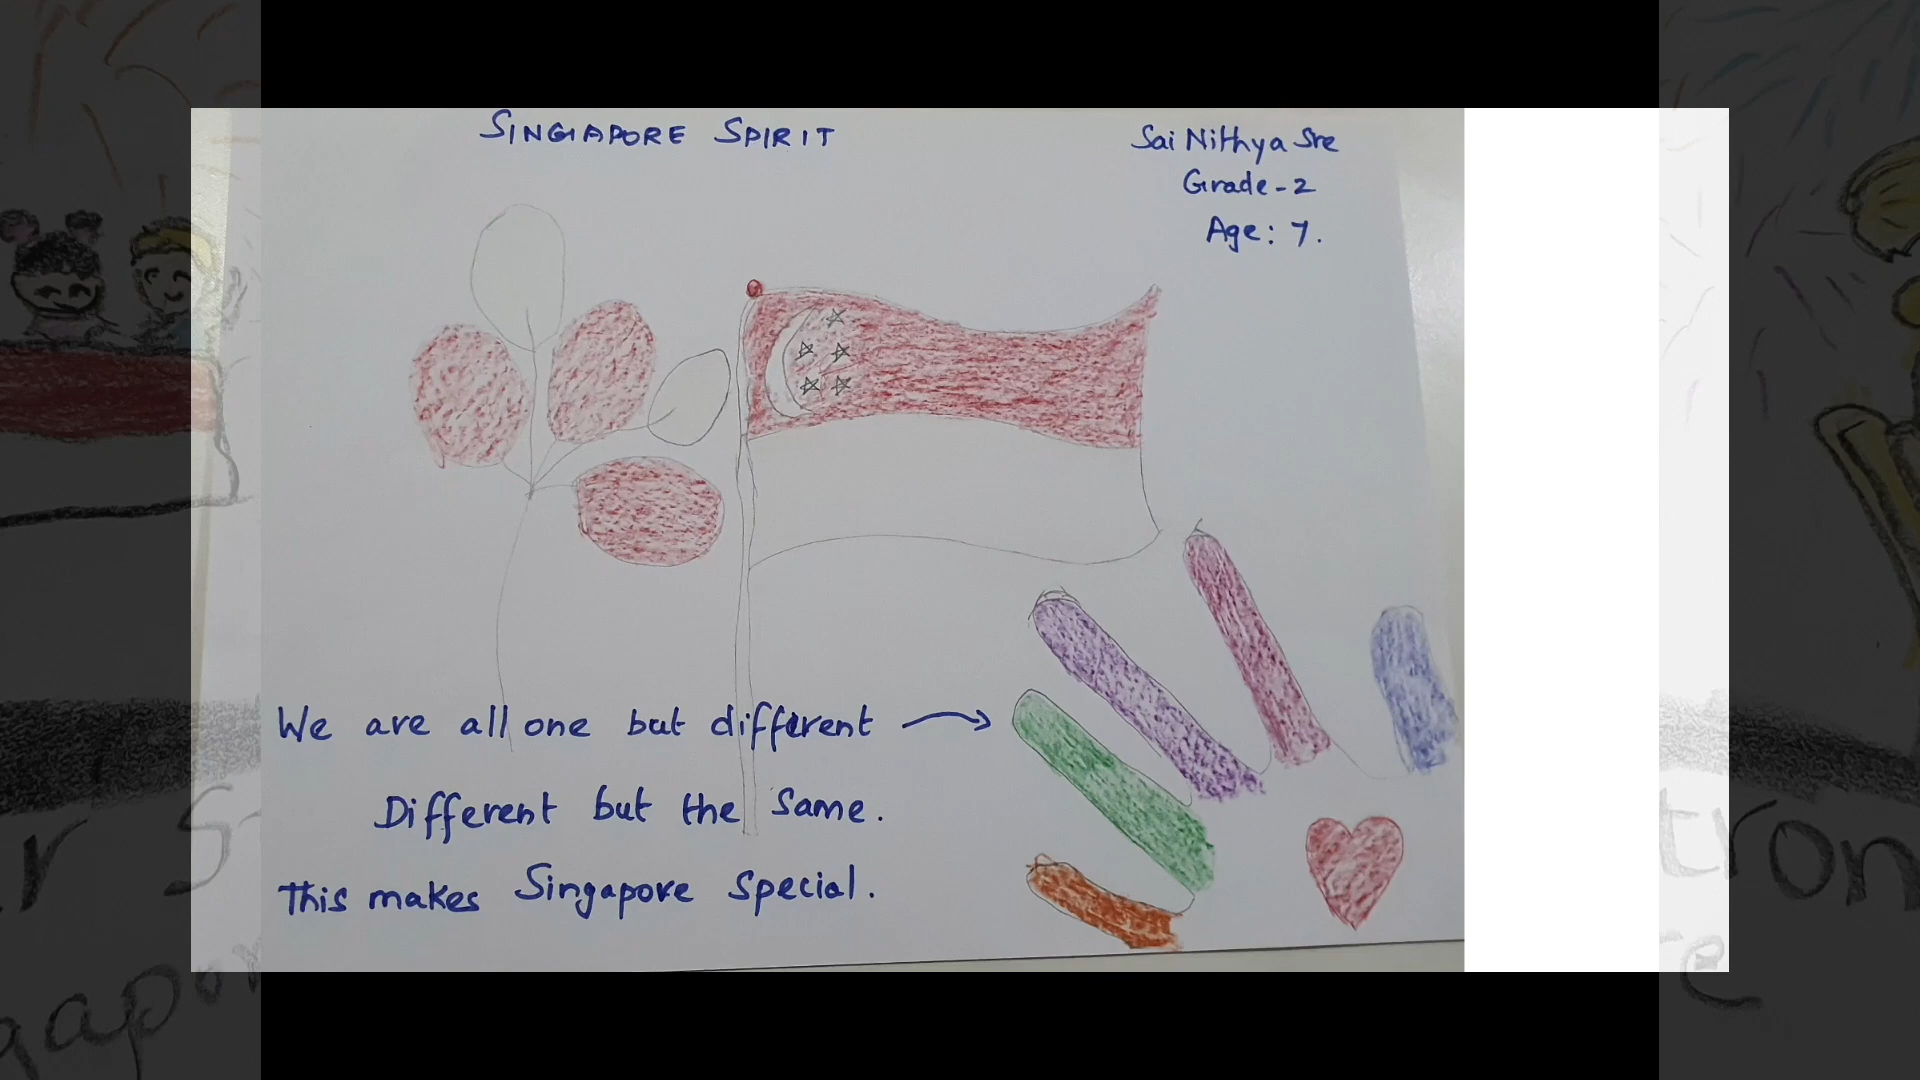 SINGAPORE SPIRIT
Sai Nithya Sre
Grade-2
Age: 7.
We are all one but different
Different but the same.
This makes Singapore special.